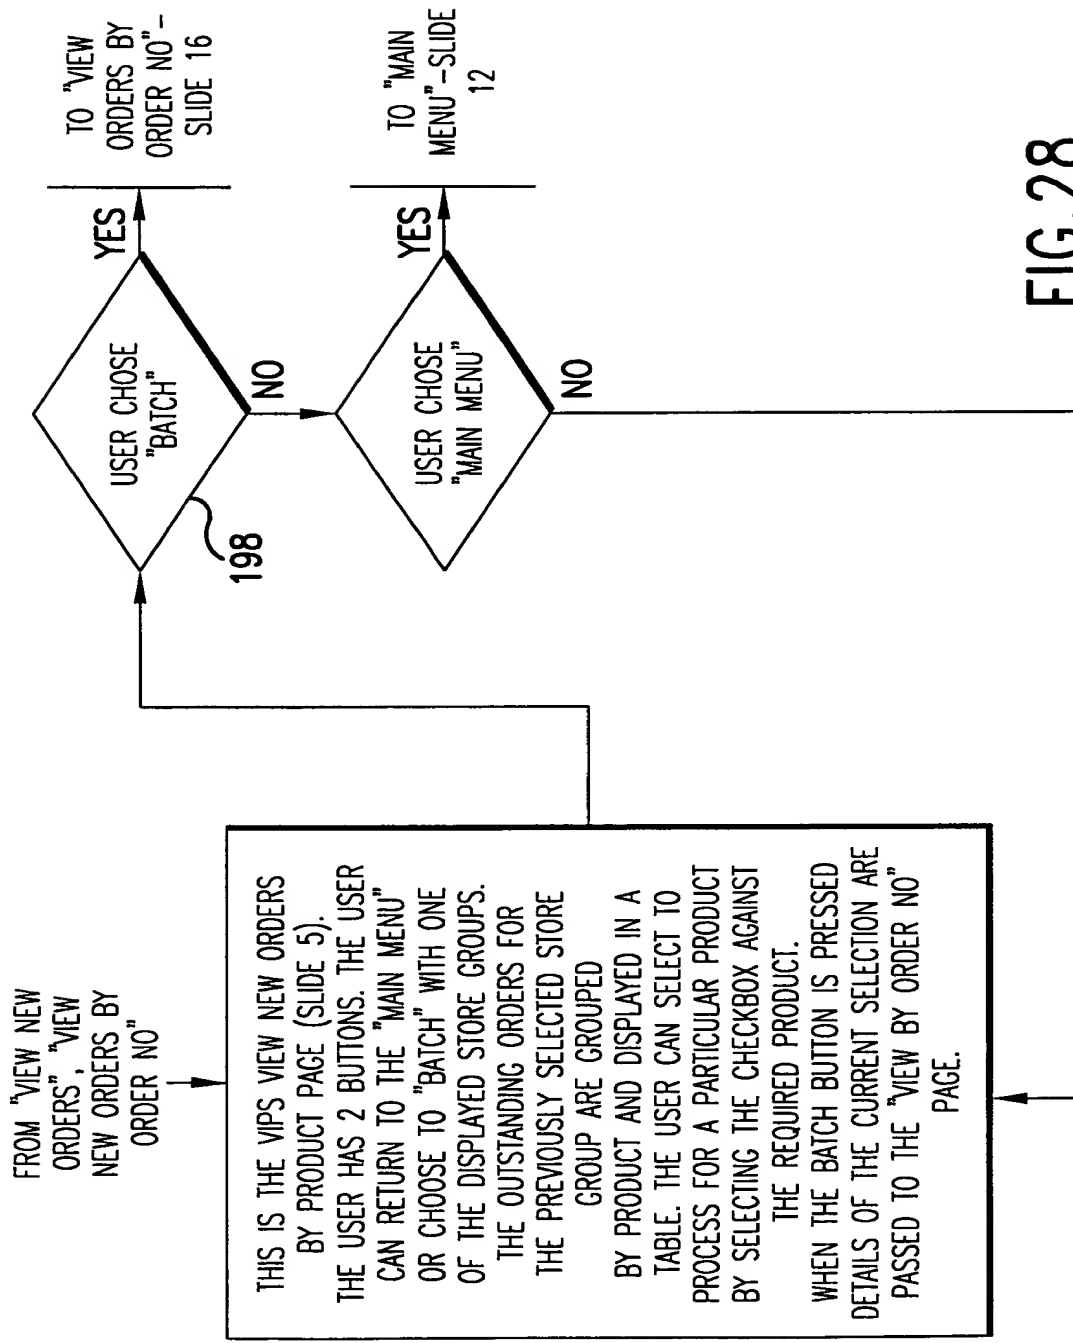 FROM "VIEW NEW
ORDERS", "VIEW
NEW ORDERS BY
ORDER NO"
THIS IS THE VIPS VIEW NEW ORDERS
BY PRODUCT PAGE (SLIDE 5).
THE USER HAS 2 BUTTONS. THE USER
CAN RETURN TO THE "MAIN MENU"
OR CHOOSE TO "BATCH" WITH ONE
OF THE DISPLAYED STORE GROUPS.
THE OUTSTANDING ORDERS FOR
THE PREVIOUSLY SELECTED STORE
GROUP ARE GROUPED
BY PRODUCT AND DISPLAYED IN A
TABLE. THE USER CAN SELECT TO
PROCESS FOR A PARTICULAR PRODUCT
BY SELECTING THE CHECKBOX AGAINST
THE REQUIRED PRODUCT.
WHEN THE BATCH BUTTON IS PRESSED
DETAILS OF THE CURRENT SELECTION ARE
PASSED TO THE "VIEW BY ORDER NO"
PAGE.
USER CHOSE
"BATCH"
198
YES
NO
TO "VIEW
ORDERS BY
ORDER NO"-
SLIDE 16
USER CHOSE
"MAIN MENU"
YES
NO
TO "MAIN
MENU"-SLIDE
12
FIG.28